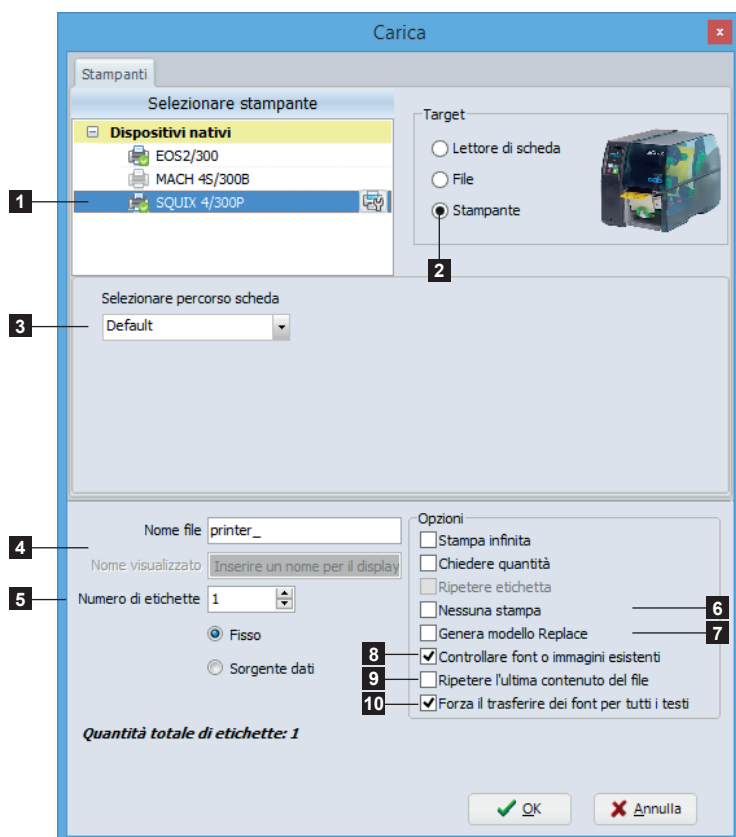 Carica
x
Stampanti
Selezionare stampante
Dispositivi nativi
EOS2/300
MACH 4S/300B
1
SQUIX 4/300P
Target
Lettore di scheda
File
Stampante
2
Selezionare percorso scheda
3
Default
4
Nome file printer_
Nome visualizzato Inserire un nome per il display
5
Numero di etichette 1
Fisso
Sorgente dati
Quantità totale di etichette: 1
Opzioni
Stampa infinita
Chiedere quantità
Ripetere etichetta
Nessuna stampa 6
Genera modello Replace 7
8 Controllare font o immagini esistenti
9 Ripetere l'ultima contenuto del file
10 Forza il trasferire dei font per tutti i testi
OK
Annulla